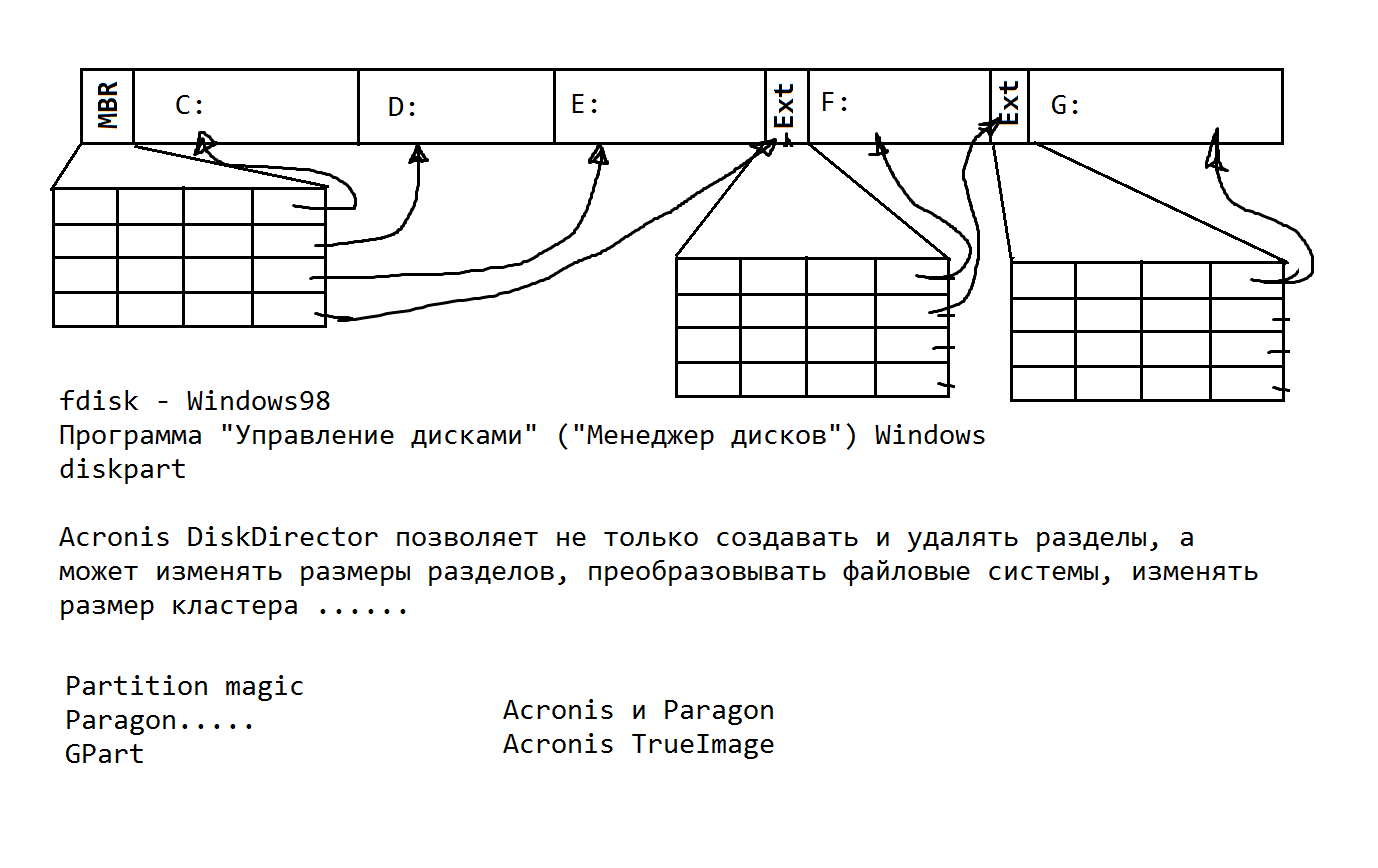 MBR
C:
D:
E:
Ext
F:
Ext
G:
fdisk - Windows98
Программа "Управление дисками" ("Менеджер дисков") Windows
diskpart
Acronis DiskDirector позволяет не только создавать и удалять разделы, а
может изменять размеры разделов, преобразовывать файловые системы, изменять
размер кластера ......
Partition magic
Paragon.....
GPart
Acronis и Paragon
Acronis TrueImage